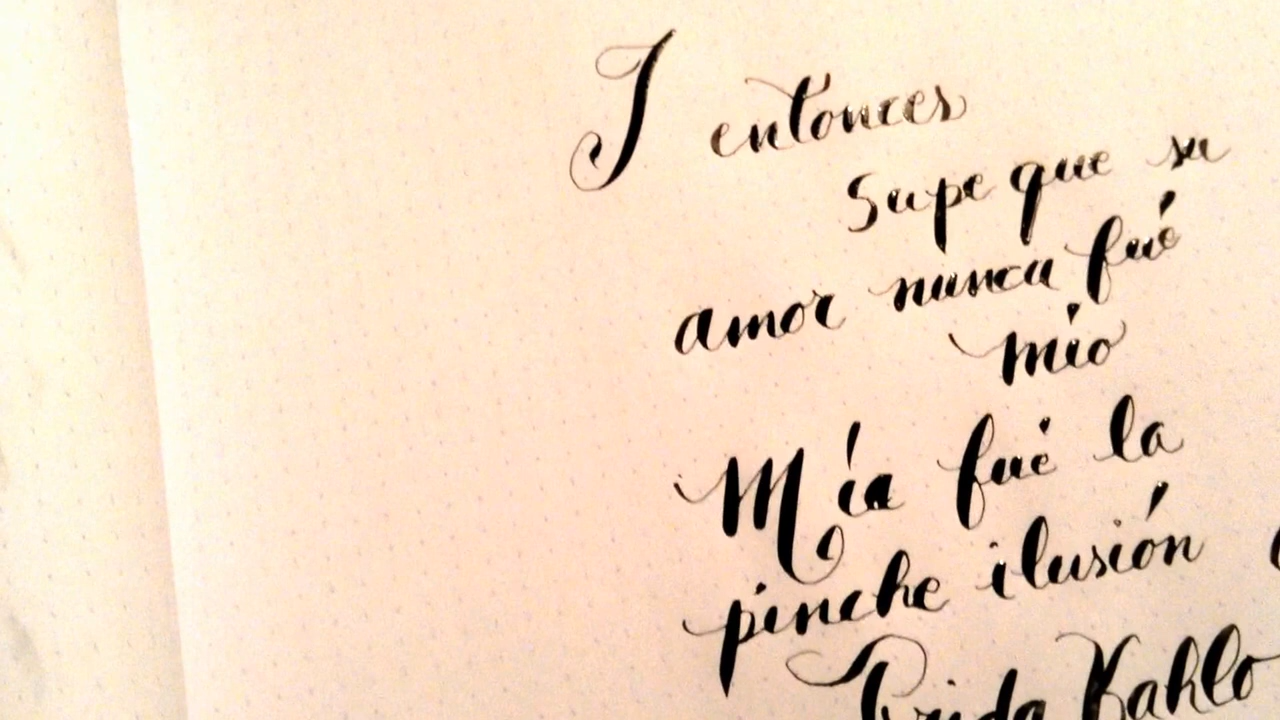 I entonces
Supe que su
amor nunca fué
mío
Mía fué la
pinche ilusión
Frida Kahlo